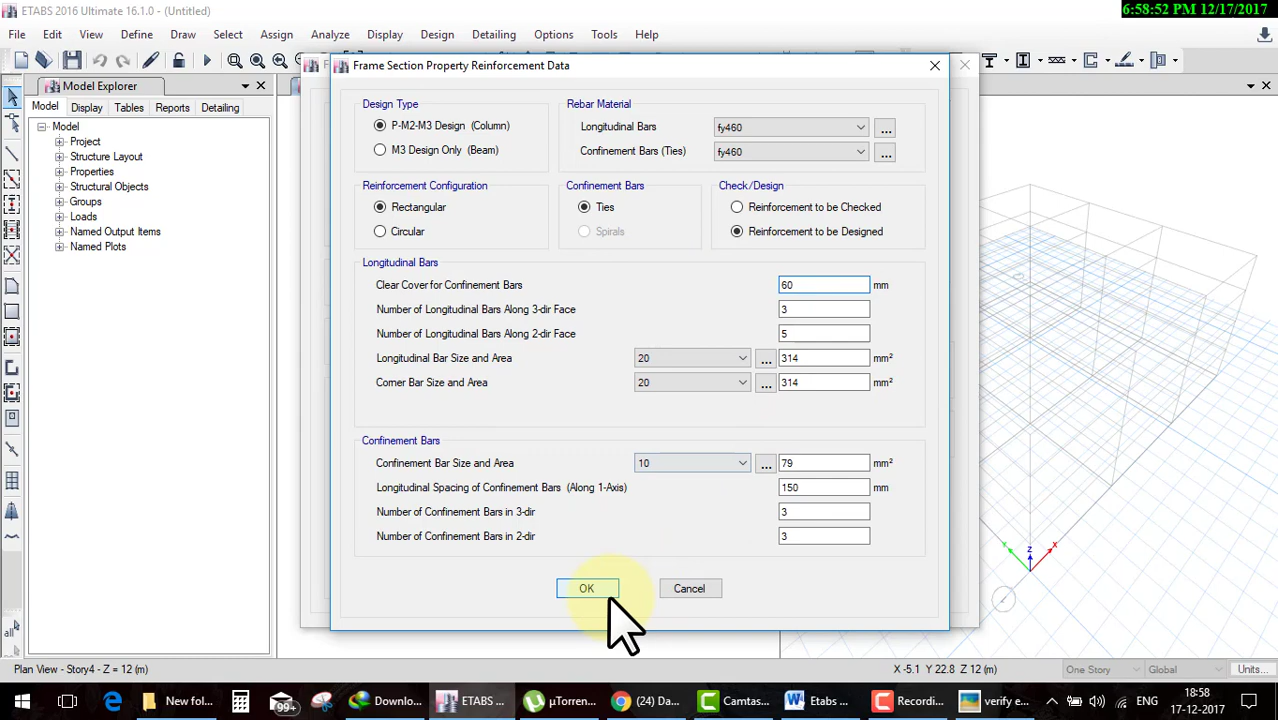 6:58:52 PM 12/17/2017
ETABS 2016 Ultimate 16.1.0 - (Untitled)
File Edit View Define Draw Select Assign Analyze Display Design Detailing Options Tools Help
Model Explorer
Model Display Tables Reports Detailing
Model
Project
Structure Layout
Properties
Structural Objects
Groups
Loads
Named Output Items
Named Plots
Frame Section Property Reinforcement Data
Design Type
P-M2-M3 Design (Column)
M3 Design Only (Beam)
Rebar Material
Longitudinal Bars fy460 ...
Confinement Bars (Ties) fy460 ...
Reinforcement Configuration
Rectangular
Circular
Confinement Bars
Ties
Spirals
Check/Design
Reinforcement to be Checked
Reinforcement to be Designed
Longitudinal Bars
Clear Cover for Confinement Bars 60 mm
Number of Longitudinal Bars Along 3-dir Face 3
Number of Longitudinal Bars Along 2-dir Face 5
Longitudinal Bar Size and Area 20 ... 314 mm²
Corner Bar Size and Area 20 ... 314 mm²
Confinement Bars
Confinement Bar Size and Area 10 ... 79 mm²
Longitudinal Spacing of Confinement Bars (Along 1-Axis) 150 mm
Number of Confinement Bars in 3-dir 3
Number of Confinement Bars in 2-dir 3
OK Cancel
Y Z X
all
Plan View - Story4 - Z = 12 (m) X -5.1 Y 22.8 Z 12 (m) One Story Global Units...
New fol... 99+ Downlo... ETABS ... µTorren... (24) Da... Camtas... Etabs ... Recordi... verify e... ENG 18:58
17-12-2017